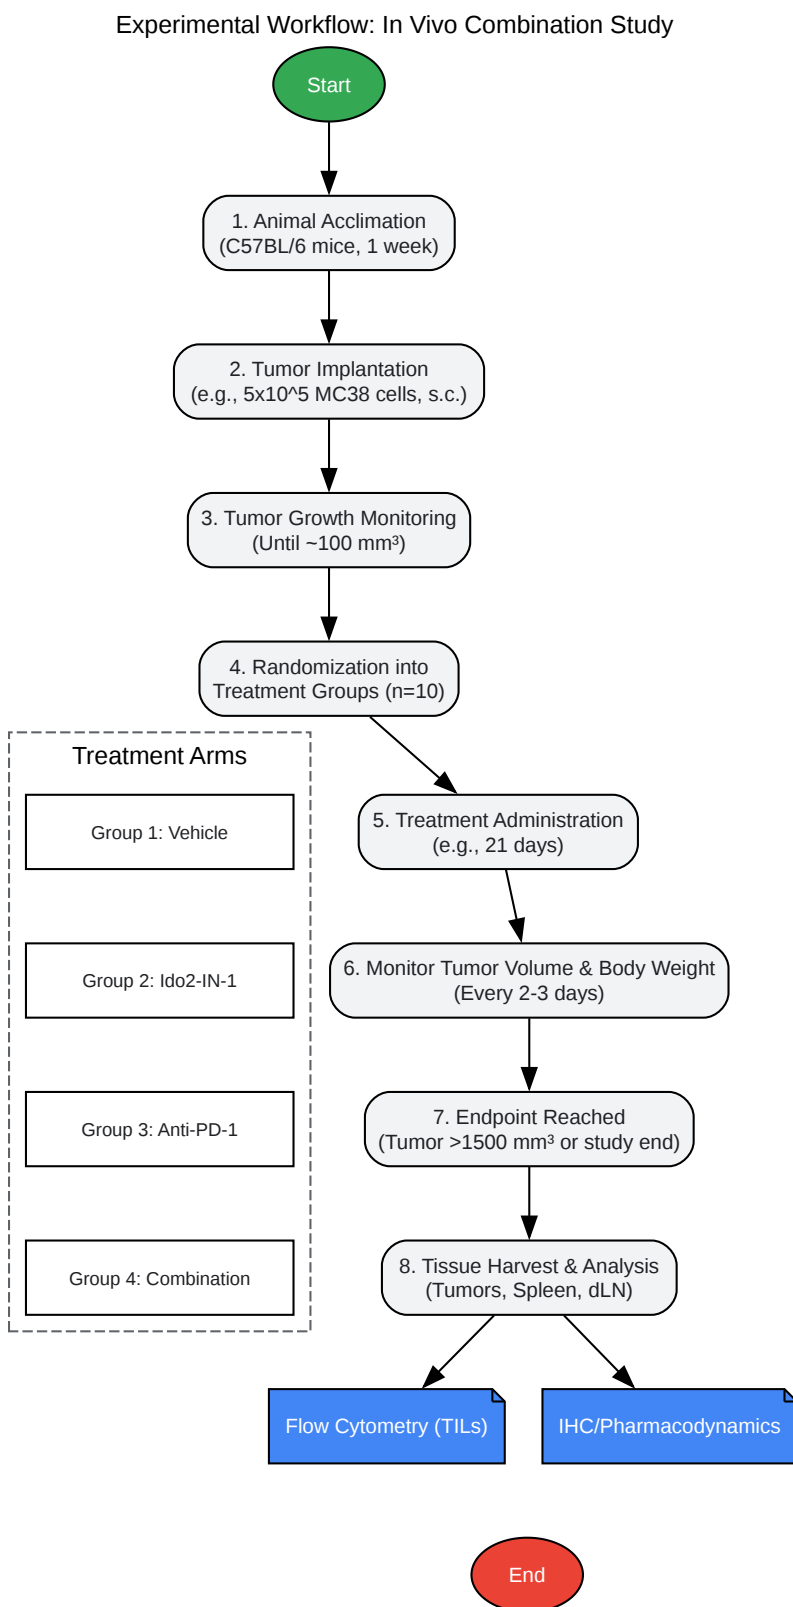 Experimental Workflow: In Vivo Combination Study
Start
1. Animal Acclimation
(C57BL/6 mice, 1 week)
2. Tumor Implantation
(e.g., 5x10^5 MC38 cells, s.c.)
3. Tumor Growth Monitoring
(Until ~100 mm³)
4. Randomization into
Treatment Groups (n=10)
Treatment Arms
Group 1: Vehicle
Group 2: Ido2-IN-1
Group 3: Anti-PD-1
Group 4: Combination
5. Treatment Administration
(e.g., 21 days)
6. Monitor Tumor Volume & Body Weight
(Every 2-3 days)
7. Endpoint Reached
(Tumor >1500 mm³ or study end)
8. Tissue Harvest & Analysis
(Tumors, Spleen, dLN)
Flow Cytometry (TILs)
IHC/Pharmacodynamics
End